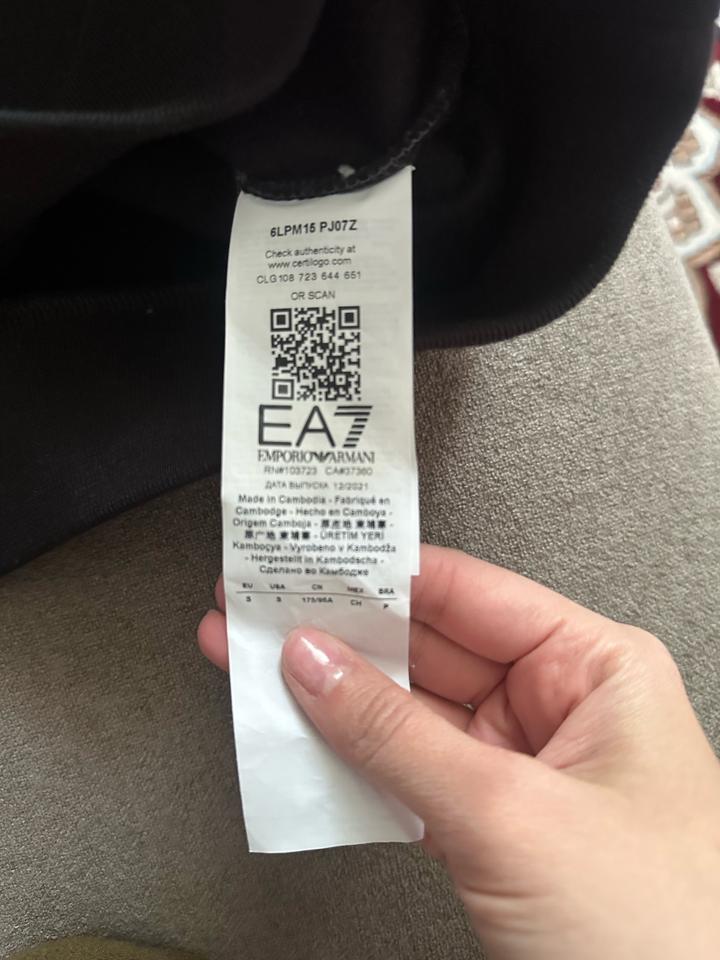 6LPM15 PJ07Z
Check authenticity at
www.certilogo.com
CLG 108 723 644 651
OR SCAN
EA7
EMPORIO ARMANI
RN#103723 CA#37360
ДАТА ВЫПУСКА 12/2021
Made in Cambodia - Fabriqué en
Cambodge - Hecho en Camboya -
Origem Camboja - 原产地 柬埔寨 -
原产地 柬埔寨 - ÜRETİM YERİ
Kamboçya - Vyrobeno v Kambodža
- Hergestellt in Kambodscha -
Сделано во Камбодже
EU USA CN MEX BRA
S S 175/96A CH P